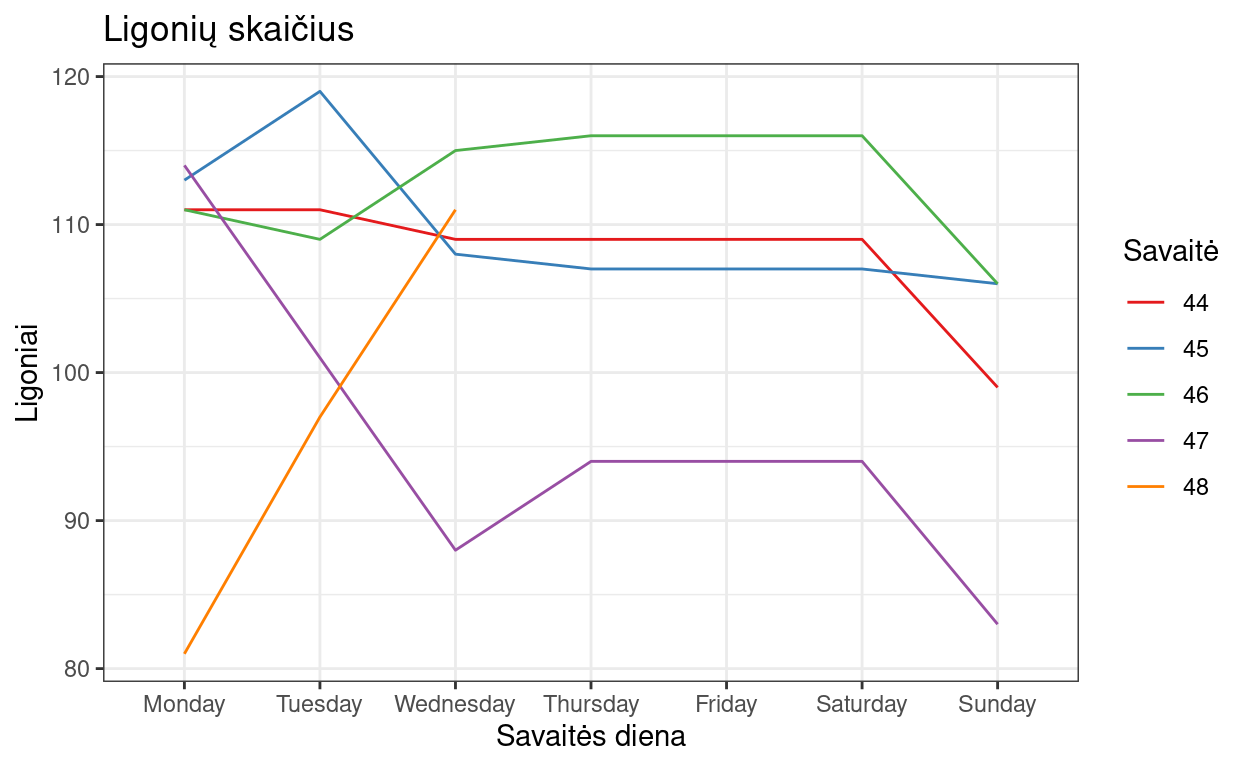 Ligonių skaičius
120
110
100
90
80
Ligoniai
Monday Tuesday Wednesday Thursday Friday Saturday Sunday
Savaitės diena
Savaitė
44
45
46
47
48